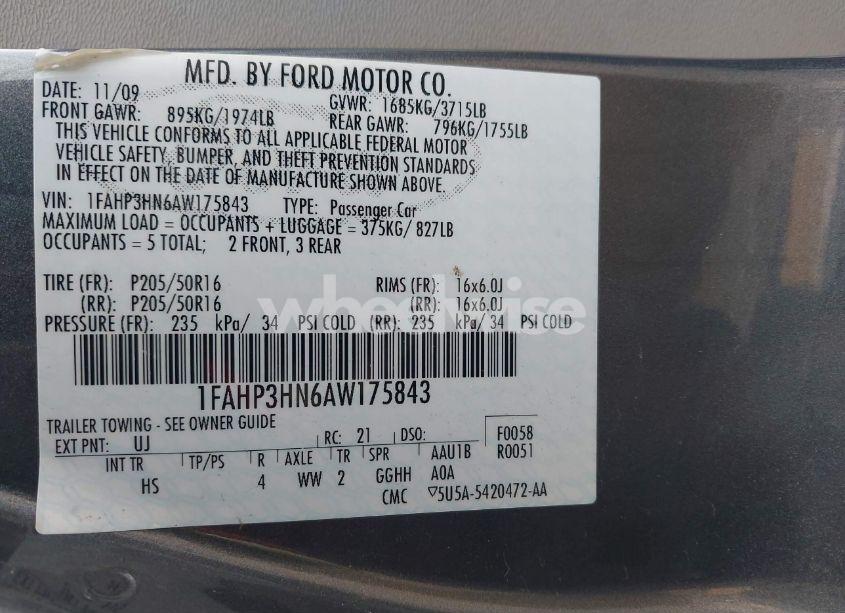 MFD. BY FORD MOTOR CO.
DATE: 11/09 GVWR: 1685KG/3715LB
FRONT GAWR: 895KG/1974LB REAR GAWR: 796KG/1755LB
THIS VEHICLE CONFORMS TO ALL APPLICABLE FEDERAL MOTOR
VEHICLE SAFETY, BUMPER, AND THEFT PREVENTION STANDARDS
IN EFFECT ON THE DATE OF MANUFACTURE SHOWN ABOVE.
VIN: 1FAHP3HN6AW175843 TYPE: Passenger Car
MAXIMUM LOAD = OCCUPANTS + LUGGAGE = 375KG/ 827LB
OCCUPANTS = 5 TOTAL; 2 FRONT, 3 REAR
TIRE (FR): P205/50R16 RIMS (FR): 16x6.0J
(RR): P205/50R16 (RR): 16x6.0J
wheelwise
PRESSURE (FR): 235 kPa/ 34 PSI COLD (RR): 235 kPa/ 34 PSI COLD
1FAHP3HN6AW175843
TRAILER TOWING - SEE OWNER GUIDE
EXT PNT: UJ RC: 21 DSO: F0058
R0051
INT TR TP/PS R AXLE TR SPR AAU1B
HS 4 WW 2 GGHH AOA
CMC ▽5U5A-5420472-AA